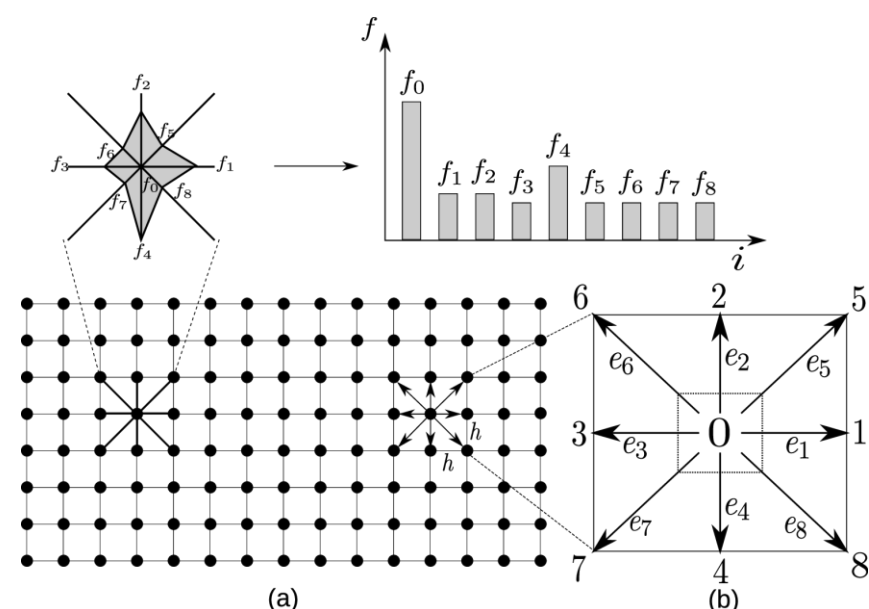 f
f₀
f₁ f₂ f₃ f₄ f₅ f₆ f₇ f₈
i
f₂
f₆ f₅
f₃ f₁
f₀
f₇ f₈
f₄
h
h
(a)
6 2 5
e₆ e₂ e₅
3 0 1
e₃ e₁
e₇ e₄ e₈
7 4 8
(b)